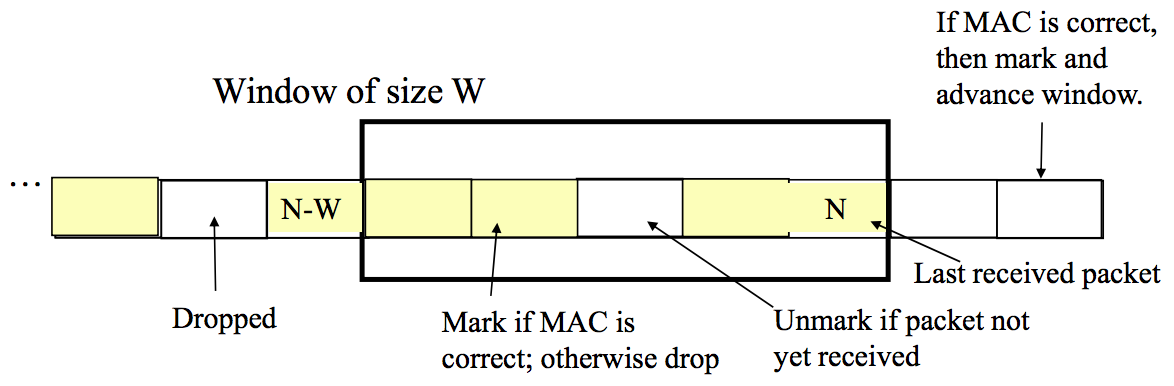 If MAC is correct,
then mark and
advance window.
Window of size W
...
N-W
N
Last received packet
Dropped
Mark if MAC is
correct; otherwise drop
Unmark if packet not
yet received